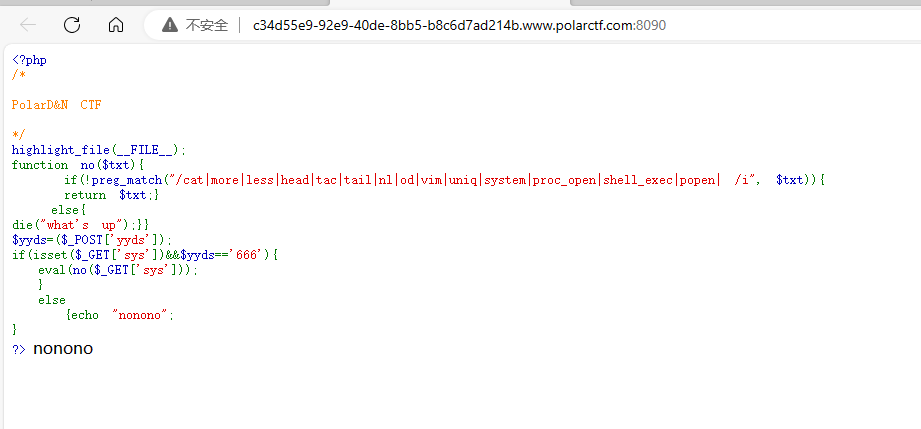 不安全 c34d55e9-92e9-40de-8bb5-b8c6d7ad214b.www.polarctf.com:8090
<?php
/*
PolarD&N CTF
*/
highlight_file(__FILE__);
function no($txt){
if(!preg_match("/cat|more|less|head|tac|tail|nl|od|vim|uniq|system|proc_open|shell_exec|popen| /i", $txt)){
return $txt;}
else{
die("what's up");}}
$yyds=($_POST['yyds']);
if(isset($_GET['sys'])&&$yyds=='666'){
eval(no($_GET['sys']));
}
else
{echo "nonono";
}
?> nonono